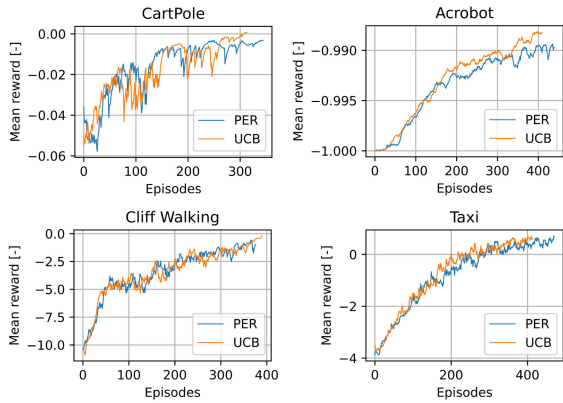 CartPole
0.00
−0.02
−0.04
−0.06
Mean reward [-]
PER
UCB
0
100
200
300
Episodes
Acrobot
−0.990
−0.995
−1.000
Mean reward [-]
PER
UCB
0
100
200
300
400
Episodes
Cliff Walking
0.0
−2.5
−5.0
−7.5
−10.0
Mean reward [-]
PER
UCB
0
100
200
300
400
Episodes
Taxi
0
−2
−4
Mean reward [-]
PER
UCB
0
200
400
Episodes